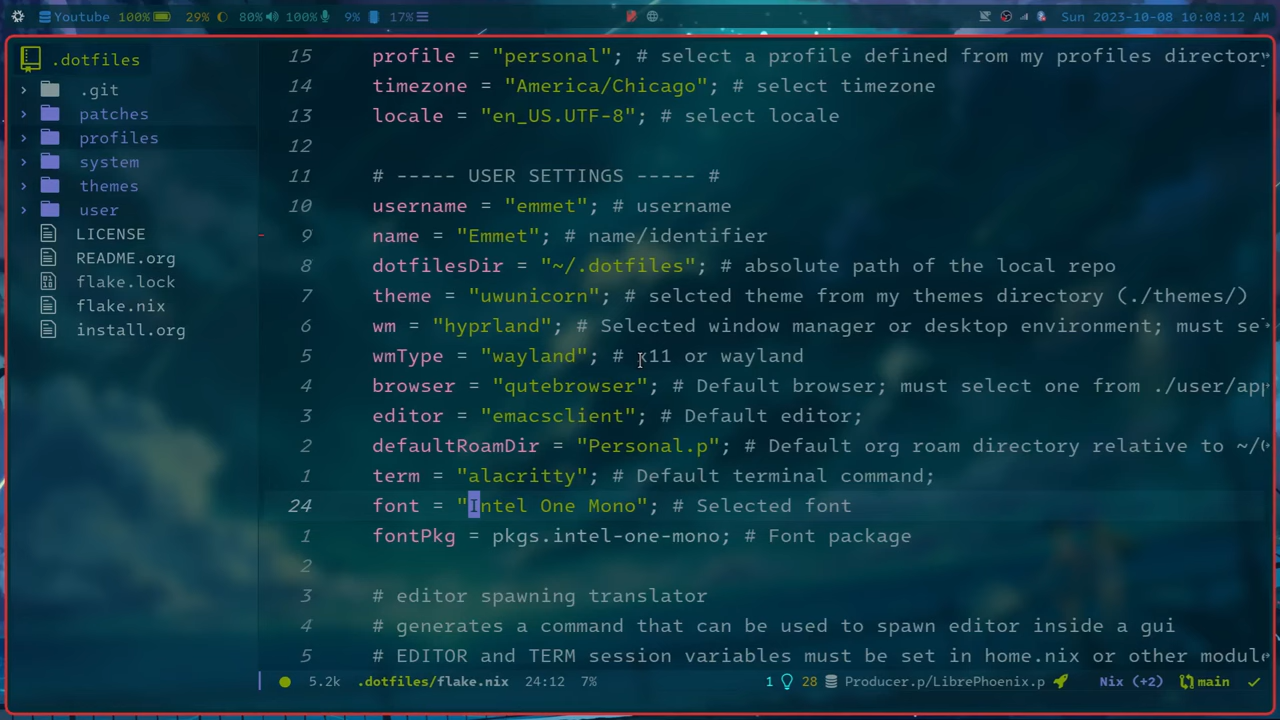 Youtube 100% 29% 80% 100% 9% 17% Sun 2023-10-08 10:08:12 AM
.dotfiles
.git
patches
profiles
system
themes
user
LICENSE
README.org
flake.lock
flake.nix
install.org
15 profile = "personal"; # select a profile defined from my profiles directory
14 timezone = "America/Chicago"; # select timezone
13 locale = "en_US.UTF-8"; # select locale
12
11 # ----- USER SETTINGS ----- #
10 username = "emmet"; # username
9 name = "Emmet"; # name/identifier
8 dotfilesDir = "~/.dotfiles"; # absolute path of the local repo
7 theme = "uwunicorn"; # selcted theme from my themes directory (./themes/)
6 wm = "hyprland"; # Selected window manager or desktop environment; must se
5 wmType = "wayland"; # x11 or wayland
4 browser = "qutebrowser"; # Default browser; must select one from ./user/ap
3 editor = "emacsclient"; # Default editor;
2 defaultRoamDir = "Personal.p"; # Default org roam directory relative to ~/
1 term = "alacritty"; # Default terminal command;
24 font = "Intel One Mono"; # Selected font
1 fontPkg = pkgs.intel-one-mono; # Font package
2
3 # editor spawning translator
4 # generates a command that can be used to spawn editor inside a gui
5 # EDITOR and TERM session variables must be set in home.nix or other module
5.2k .dotfiles/flake.nix 24:12 7% 1 28 Producer.p/LibrePhoenix.p Nix (+2) main